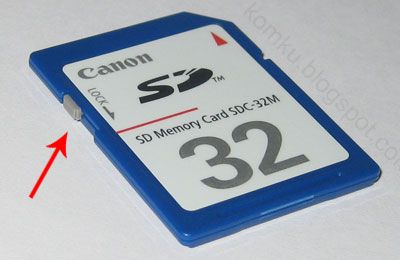 Canon
SD™
LOCK
SD Memory Card SDC-32M
32
komku.blogspot.com